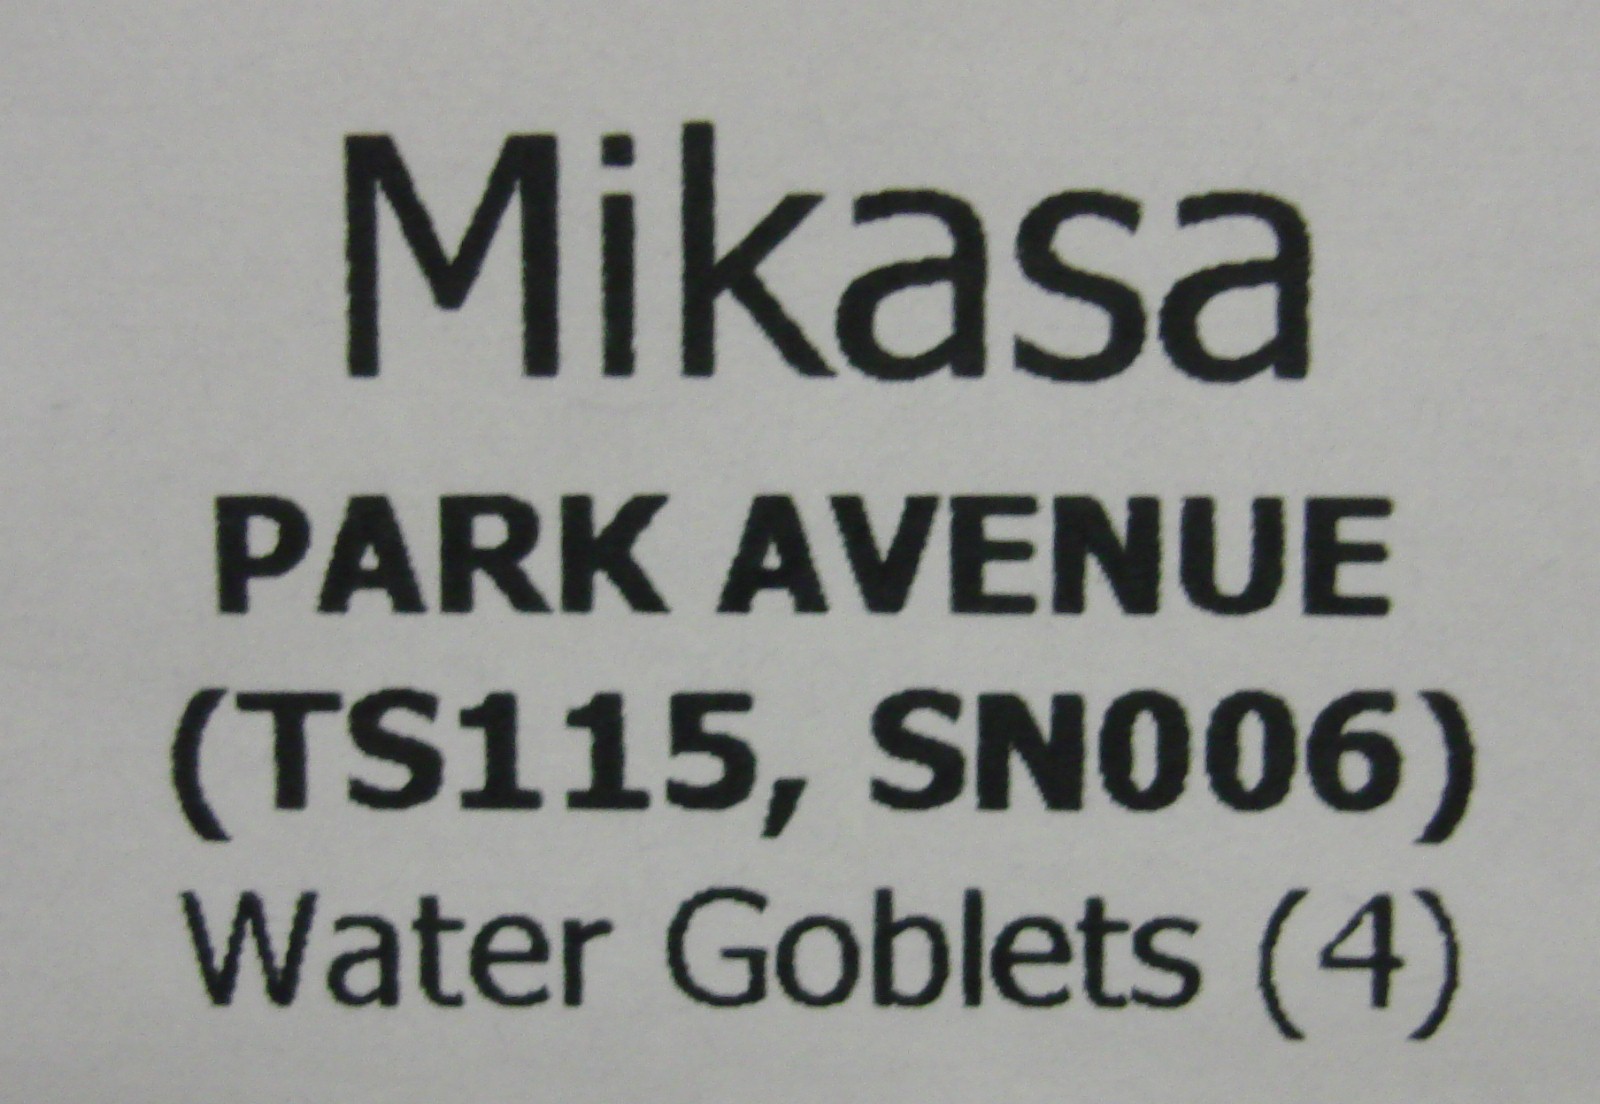 Mikasa
PARK AVENUE
(TS115, SN006)
Water Goblets (4)